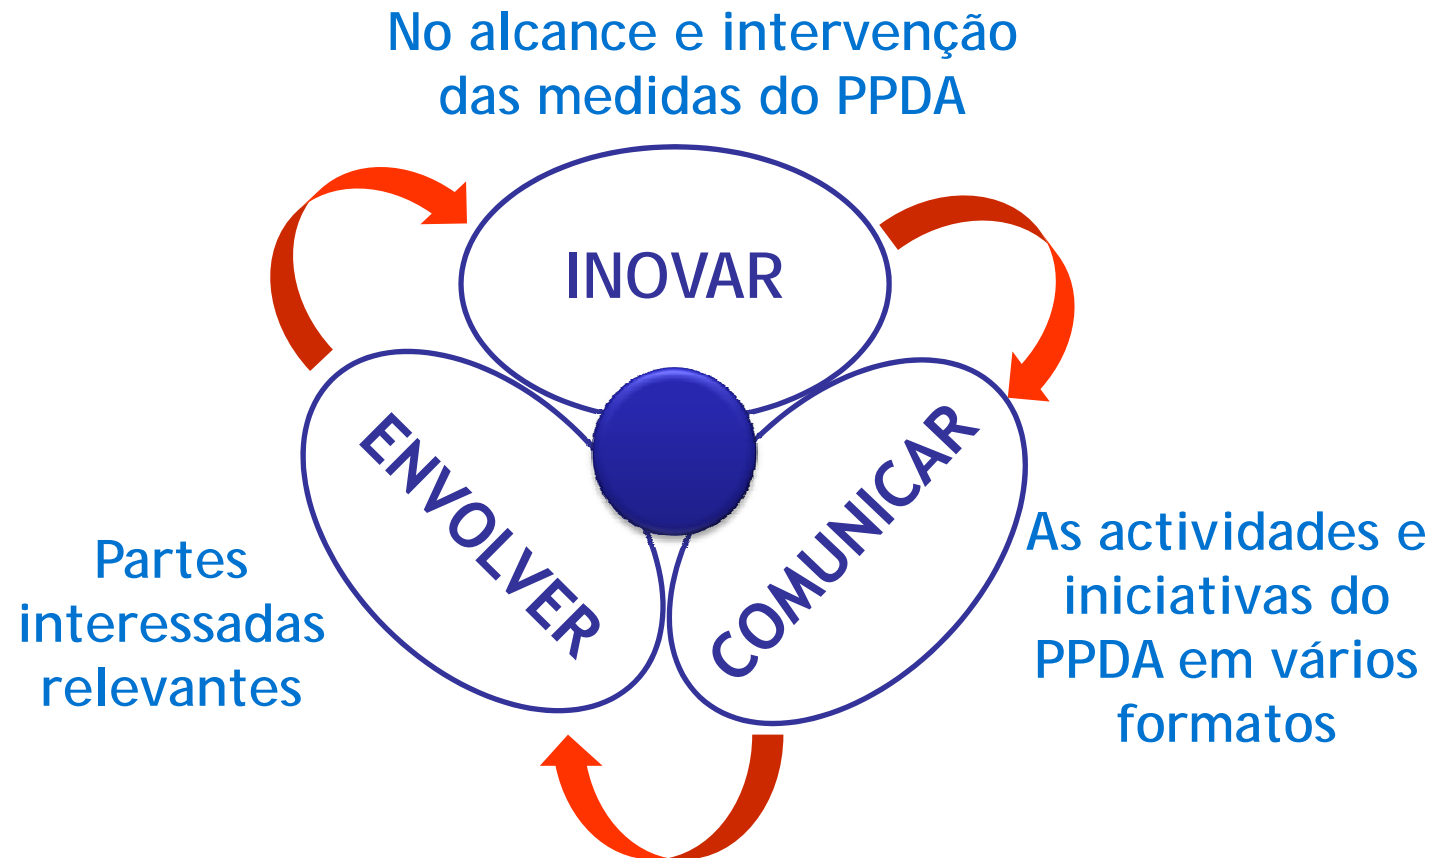 No alcance e intervenção
das medidas do PPDA
INOVAR
ENVOLVER
COMUNICAR
Partes
interessadas
relevantes
As actividades e
iniciativas do
PPDA em vários
formatos